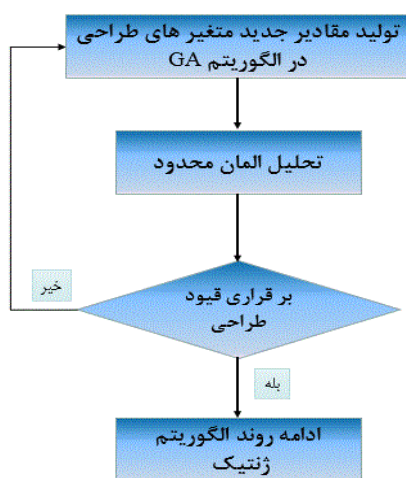 تولید مقادیر جدید متغیر های طراحی
در الگوریتم GA
تحلیل المان محدود
خیر
بر قراری قیود
طراحی
بله
ادامه روند الگوریتم
ژنتیک